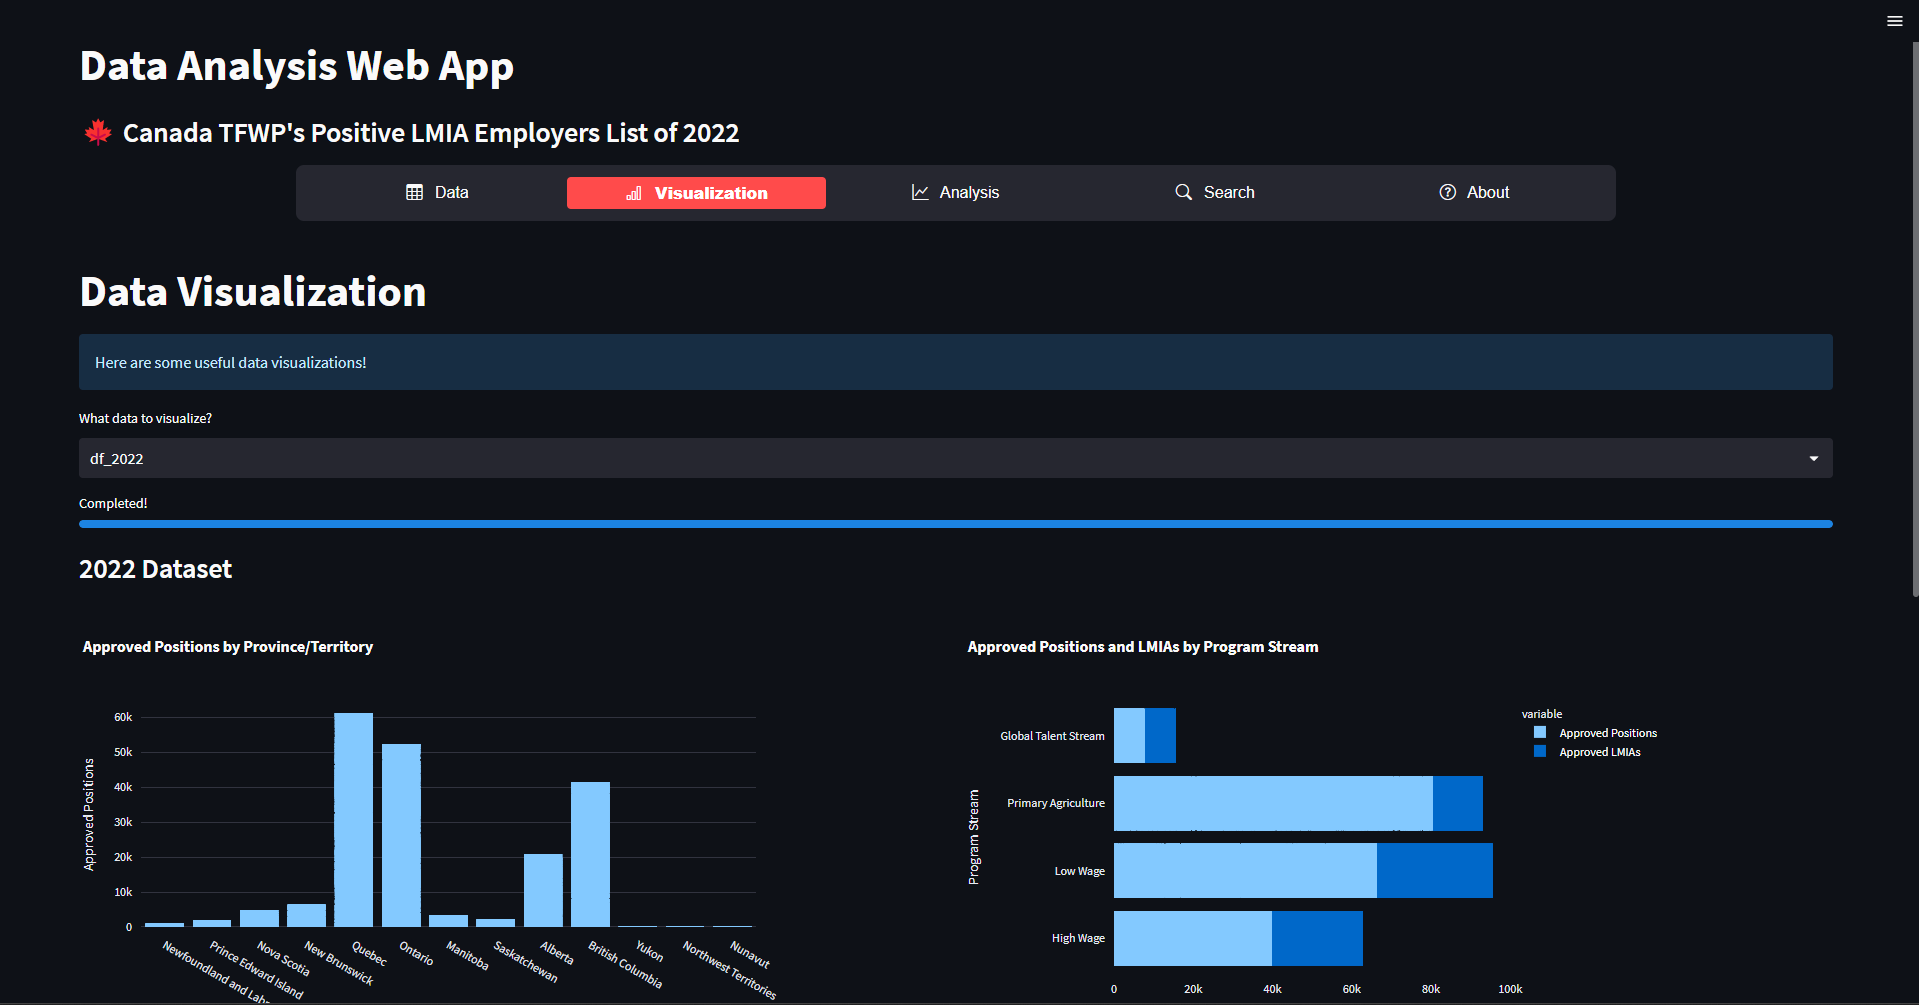 Data Analysis Web App
Canada TFWP's Positive LMIA Employers List of 2022
Data
Visualization
Analysis
Search
About
Data Visualization
Here are some useful data visualizations!
What data to visualize?
df_2022
Completed!
2022 Dataset
Approved Positions by Province/Territory
Approved Positions
60k
50k
40k
30k
20k
10k
0
Newfoundland and
Prince Edward Island
Nova Scotia
New Brunswick
Quebec
Ontario
Manitoba
Saskatchewan
Alberta
British Columbia
Yukon
Northwest Territories
Nunavut
Approved Positions and LMIAs by Program Stream
Program Stream
Global Talent Stream
Primary Agriculture
Low Wage
High Wage
0
20k
40k
60k
80k
100k
variable
Approved Positions
Approved LMIAs